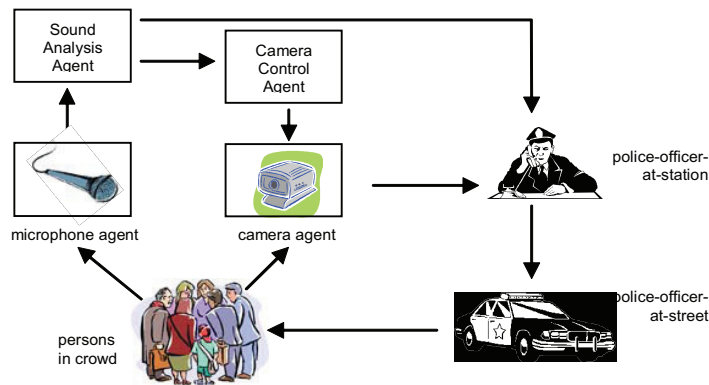 Sound
Analysis
Agent
Camera
Control
Agent
police-officer-
at-station
microphone agent
camera agent
police-officer-
at-street
persons
in crowd